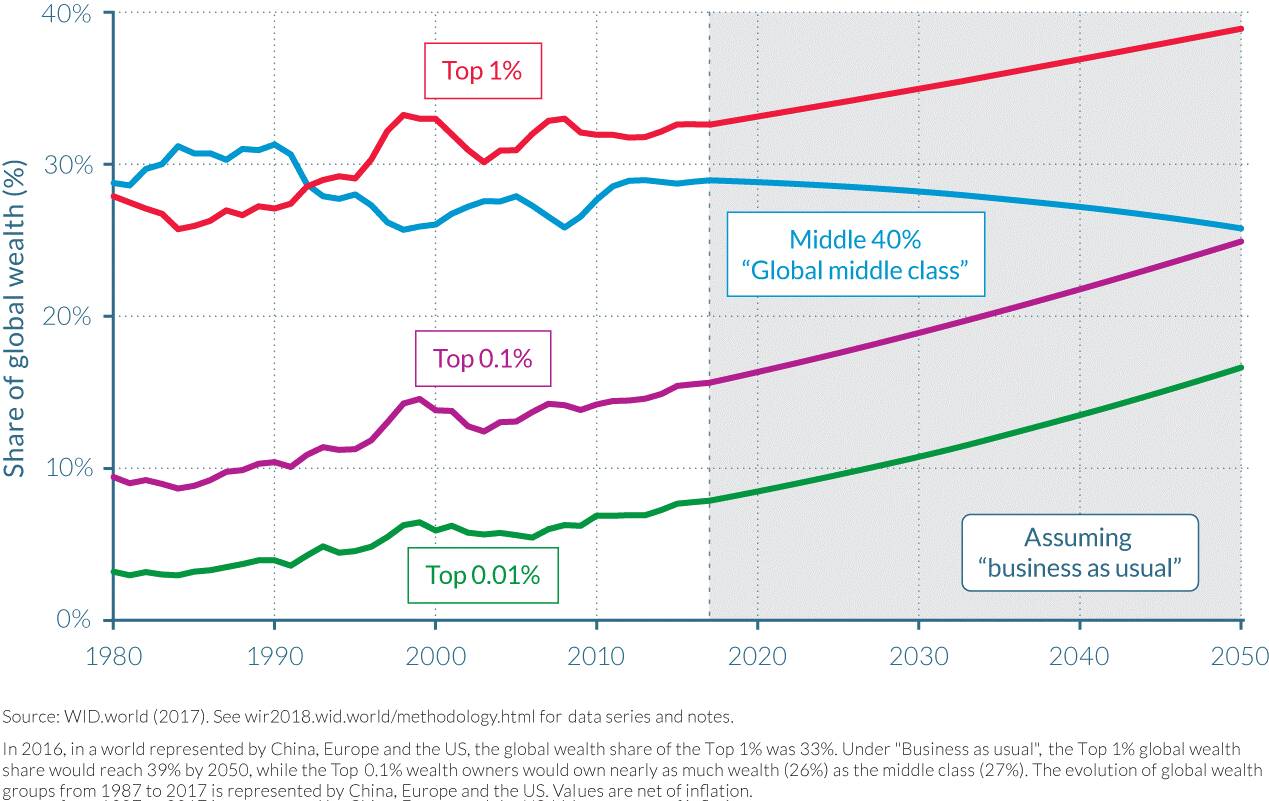 40%
Top 1%
30%
Middle 40%
“Global middle class”
Share of global wealth (%)
20%
Top 0.1%
10%
Assuming
“business as usual”
Top 0.01%
0%
1980 1990 2000 2010 2020 2030 2040 2050
Source: WID.world (2017). See wir2018.wid.world/methodology.html for data series and notes.
In 2016, in a world represented by China, Europe and the US, the global wealth share of the Top 1% was 33%. Under "Business as usual", the Top 1% global wealth
share would reach 39% by 2050, while the Top 0.1% wealth owners would own nearly as much wealth (26%) as the middle class (27%). The evolution of global wealth
groups from 1987 to 2017 is represented by China, Europe and the US. Values are net of inflation.